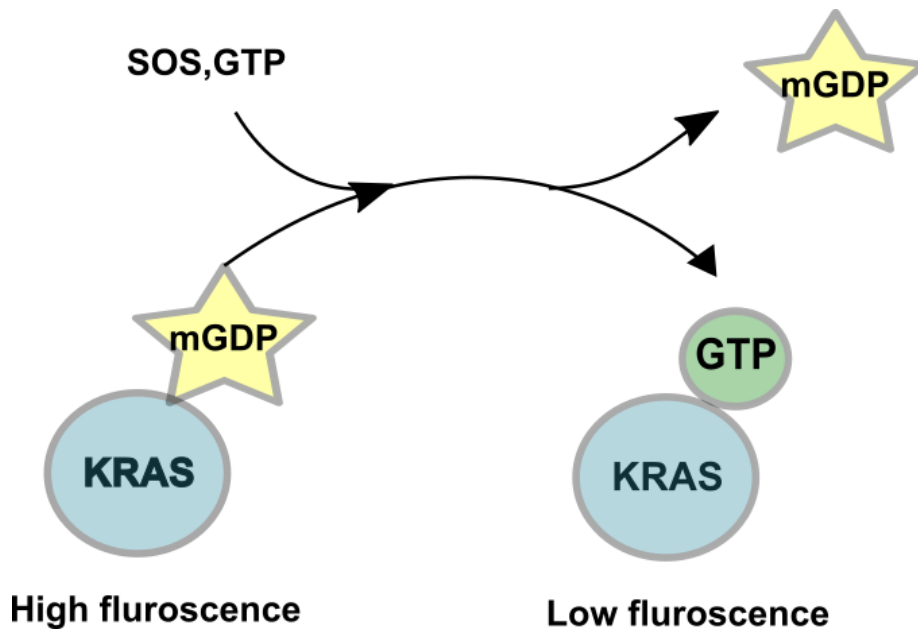 SOS,GTP
mGDP
mGDP
GTP
KRAS
KRAS
High fluroscence
Low fluroscence